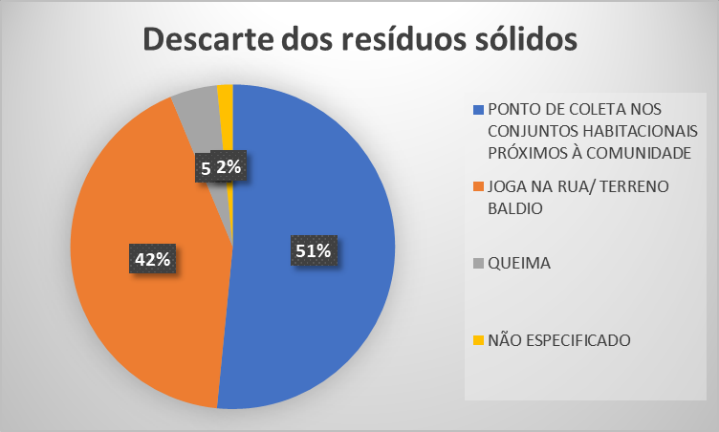 Descarte dos resíduos sólidos
5 2%
42%
51%
PONTO DE COLETA NOS
CONJUNTOS HABITACIONAIS
PRÓXIMOS À COMUNIDADE
JOGA NA RUA/ TERRENO
BALDIO
QUEIMA
NÃO ESPECIFICADO